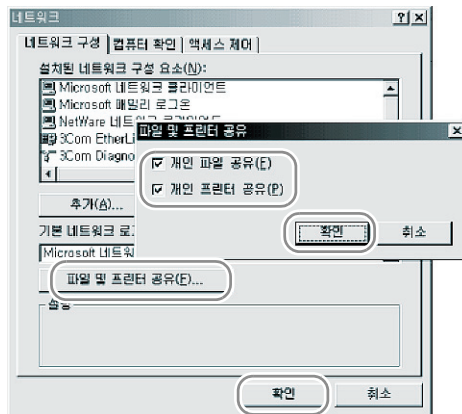 네트워크
네트워크 구성 컴퓨터 확인 액세스 제어
설치된 네트워크 구성 요소(N):
Microsoft 네트워크 클라이언트
Microsoft 패밀리 로그온
NetWare 네트워크 클라이언트
3Com EtherLi
3Com Diagno
파일 및 프린터 공유
개인 파일 공유(F)
개인 프린터 공유(P)
확인 취소
추가(A)...
기본 네트워크 로
Microsoft 네트워
파일 및 프린터 공유(F)...
설명
확인 취소